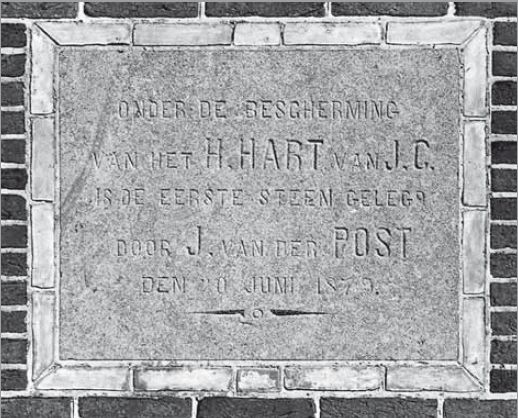 ONDER DE BESCHERMING
VAN HET H. HART VAN J.C.
IS DE EERSTE STEEN GELEGD
DOOR J. VAN DER POST
DEN 20 JUNI 1879.